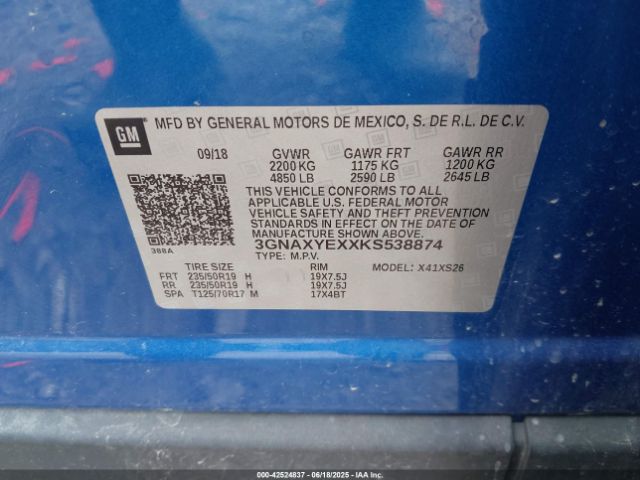 GM
MFD BY GENERAL MOTORS DE MEXICO, S. DE R.L. DE C.V.
09/18 GVWR GAWR FRT GAWR RR
2200 KG 1175 KG 1200 KG
4850 LB 2590 LB 2645 LB
THIS VEHICLE CONFORMS TO ALL
APPLICABLE U.S. FEDERAL MOTOR
VEHICLE SAFETY AND THEFT PREVENTION
STANDARDS IN EFFECT ON THE DATE OF
MANUFACTURE SHOWN ABOVE.
388A 3GNAXYEXXKS538874
TYPE: M.P.V.
TIRE SIZE RIM MODEL: X41XS26
FRT 235/50R19 H 19X7.5J
RR 235/50R19 H 19X7.5J
SPA T125/70R17 M 17X4BT
000-42524837 - 06/18/2025 - IAAI.COM